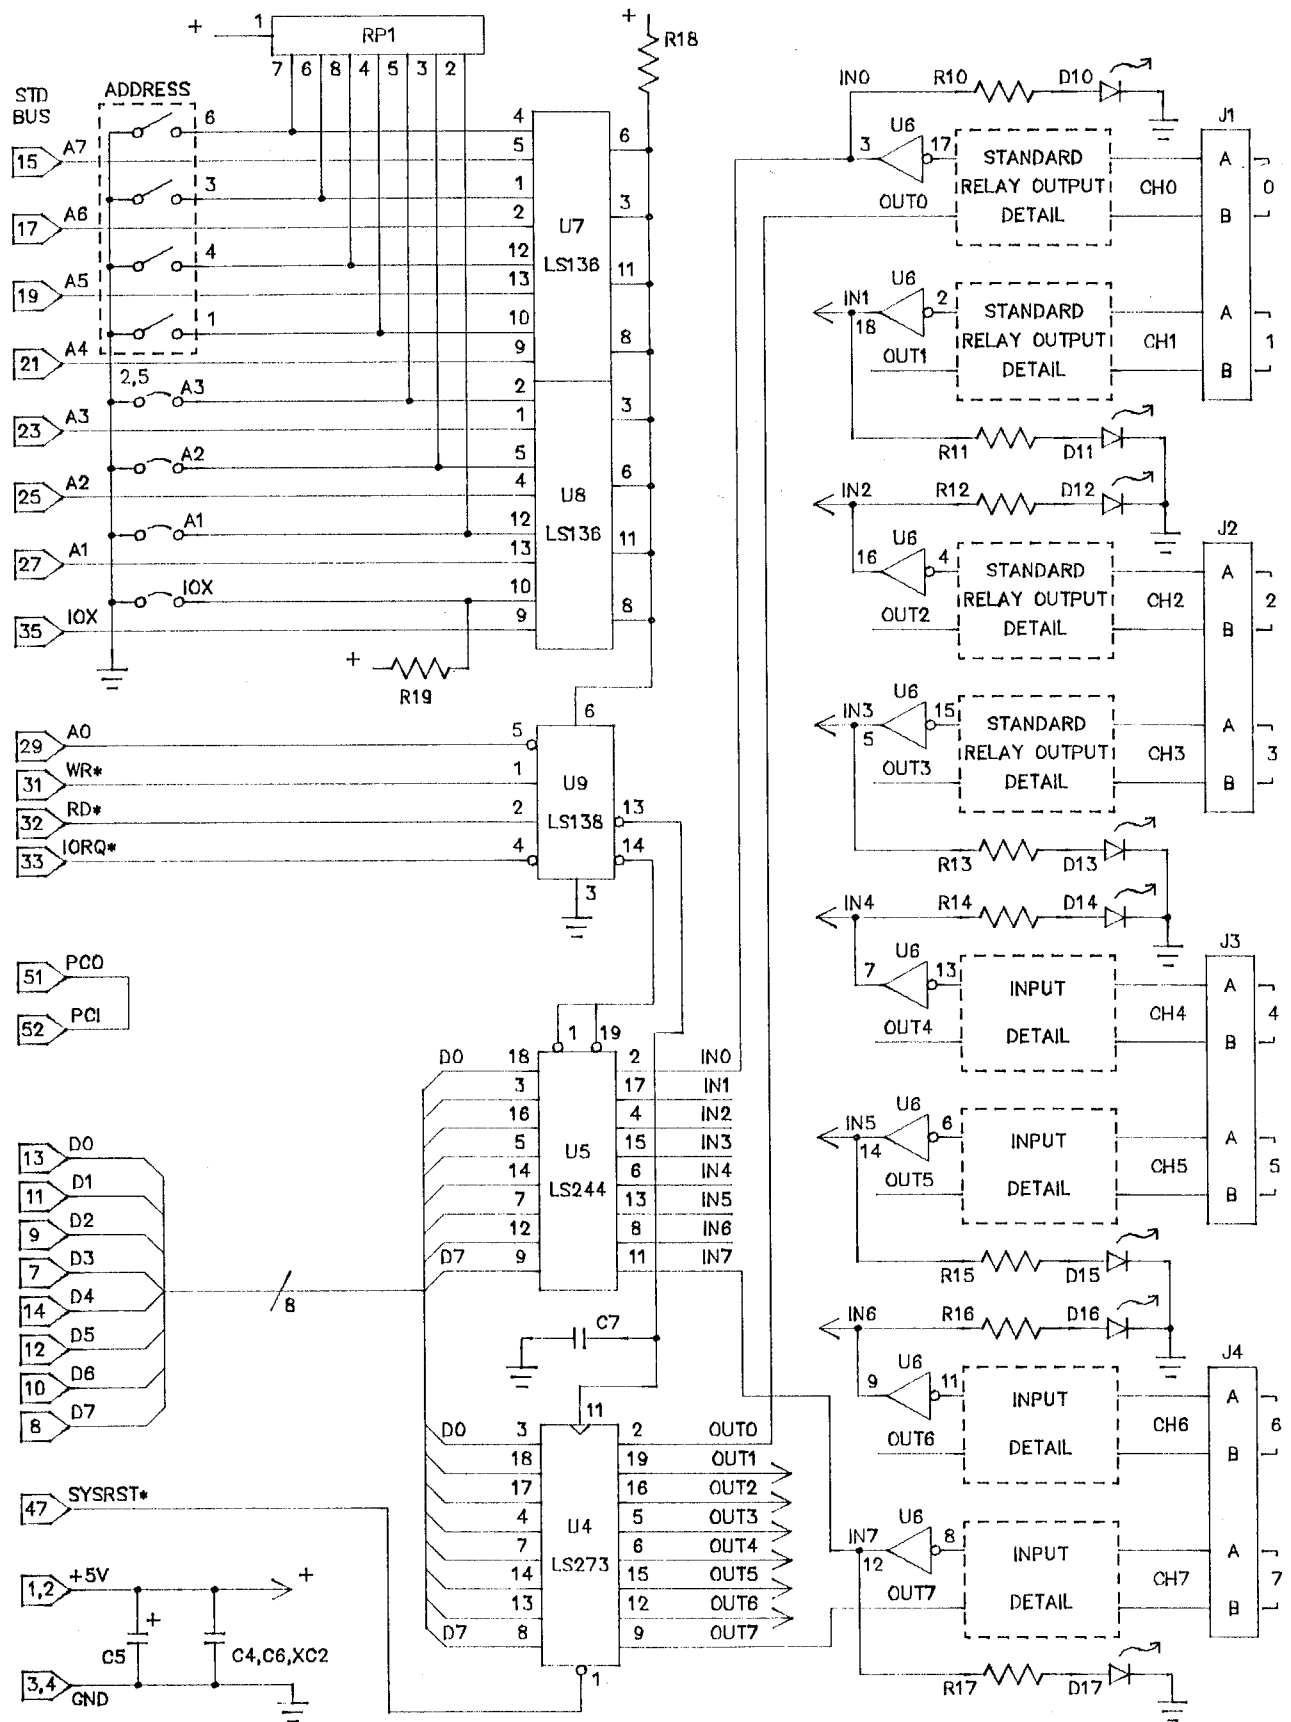 + 1 RP1
7 6 8 4 5 3 2
+ R18
STD
BUS
ADDRESS
15 A7 6 4 5 6
17 A6 3 1 2 3
U7
LS136
19 A5 4 12 13 11
21 A4 1 10 9 8
2,5
23 A3 A3 2 1 3
25 A2 A2 5 4 6
U8
LS136
27 A1 A1 12 13 11
35 IOX IOX 10 9 8
+ R19
6
29 A0 5
31 WR* 1
U9
LS138
32 RD* 2 13
33 IORQ* 4 14
3
51 PCO
52 PCI
1 19
D0 18 2 IN0
3 17 IN1
16 4 IN2
5 15 IN3
U5
LS244
14 6 IN4
7 13 IN5
12 8 IN6
D7 9 11 IN7
13 D0
11 D1
9 D2
7 D3
14 D4
12 D5
10 D6
8 D7
8
C7
11
D0 3 2 OUT0
18 19 OUT1
17 16 OUT2
4 5 OUT3
U4
LS273
7 6 OUT4
14 15 OUT5
13 12 OUT6
D7 8 9 OUT7
1
47 SYSRST*
1,2 +5V +
+
C5 C4,C6,XC2
3,4 GND
IN0 R10 D10
J1
U6
3 17
STANDARD
RELAY OUTPUT
DETAIL
OUT0
CH0
A
B
0
U6
IN1 2
18
STANDARD
RELAY OUTPUT
DETAIL
OUT1
CH1
A
B
1
R11 D11
IN2 R12 D12
J2
U6
16 4
STANDARD
RELAY OUTPUT
DETAIL
OUT2
CH2
A
B
2
U6
IN3 15
5
STANDARD
RELAY OUTPUT
DETAIL
OUT3
CH3
A
B
3
R13 D13
IN4 R14 D14
J3
U6
7 13
INPUT
DETAIL
OUT4
CH4
A
B
4
U6
IN5 6
14
INPUT
DETAIL
OUT5
CH5
A
B
5
R15 D15
IN6 R16 D16
J4
U6
9 11
INPUT
DETAIL
OUT6
CH6
A
B
6
U6
IN7 8
12
INPUT
DETAIL
OUT7
CH7
A
B
7
R17 D17